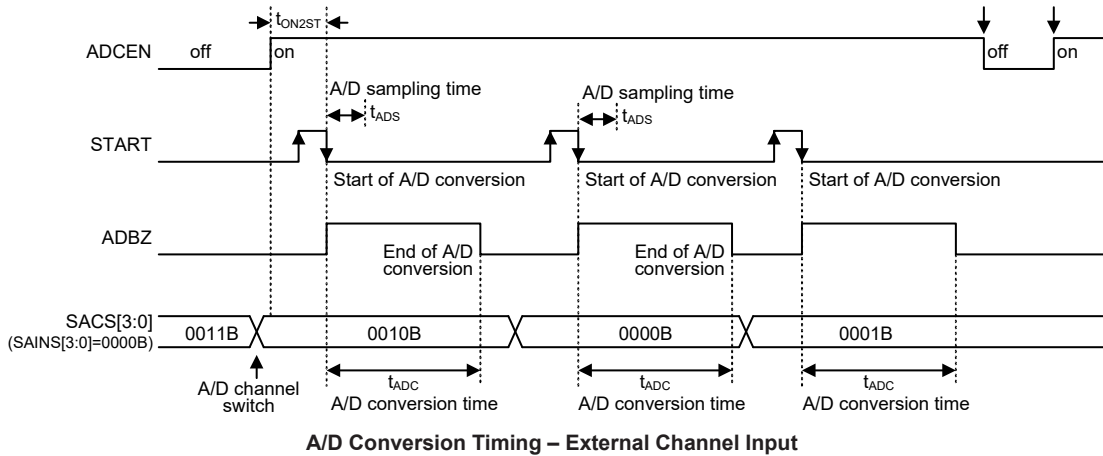 tON2ST
ADCEN
off
on
off
on
A/D sampling time
tADS
A/D sampling time
tADS
START
Start of A/D conversion
Start of A/D conversion
Start of A/D conversion
ADBZ
End of A/D
conversion
End of A/D
conversion
SACS[3:0]
(SAINS[3:0]=0000B)
0011B
0010B
0000B
0001B
A/D channel
switch
tADC
A/D conversion time
tADC
A/D conversion time
tADC
A/D conversion time
A/D Conversion Timing – External Channel Input